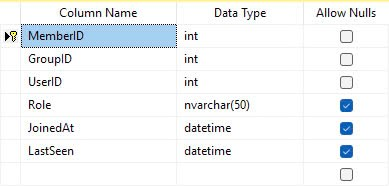 Column Name Data Type Allow Nulls
MemberID int
GroupID int
UserID int
Role nvarchar(50)
JoinedAt datetime
LastSeen datetime